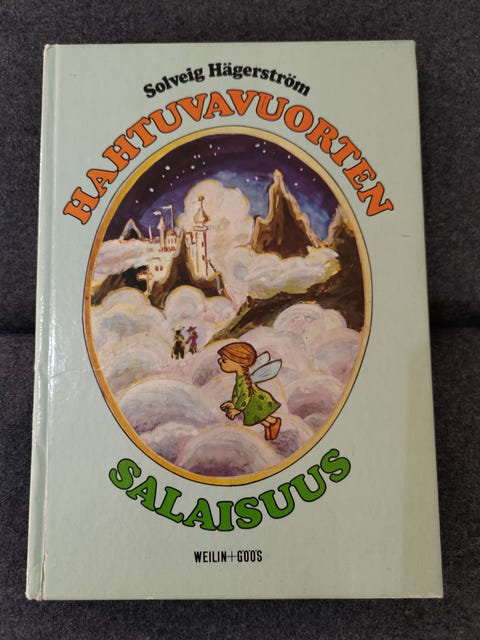 Solveig Hägerström
HAHTUVAVUORTEN
SALAISUUS
WEILIN+GÖÖS